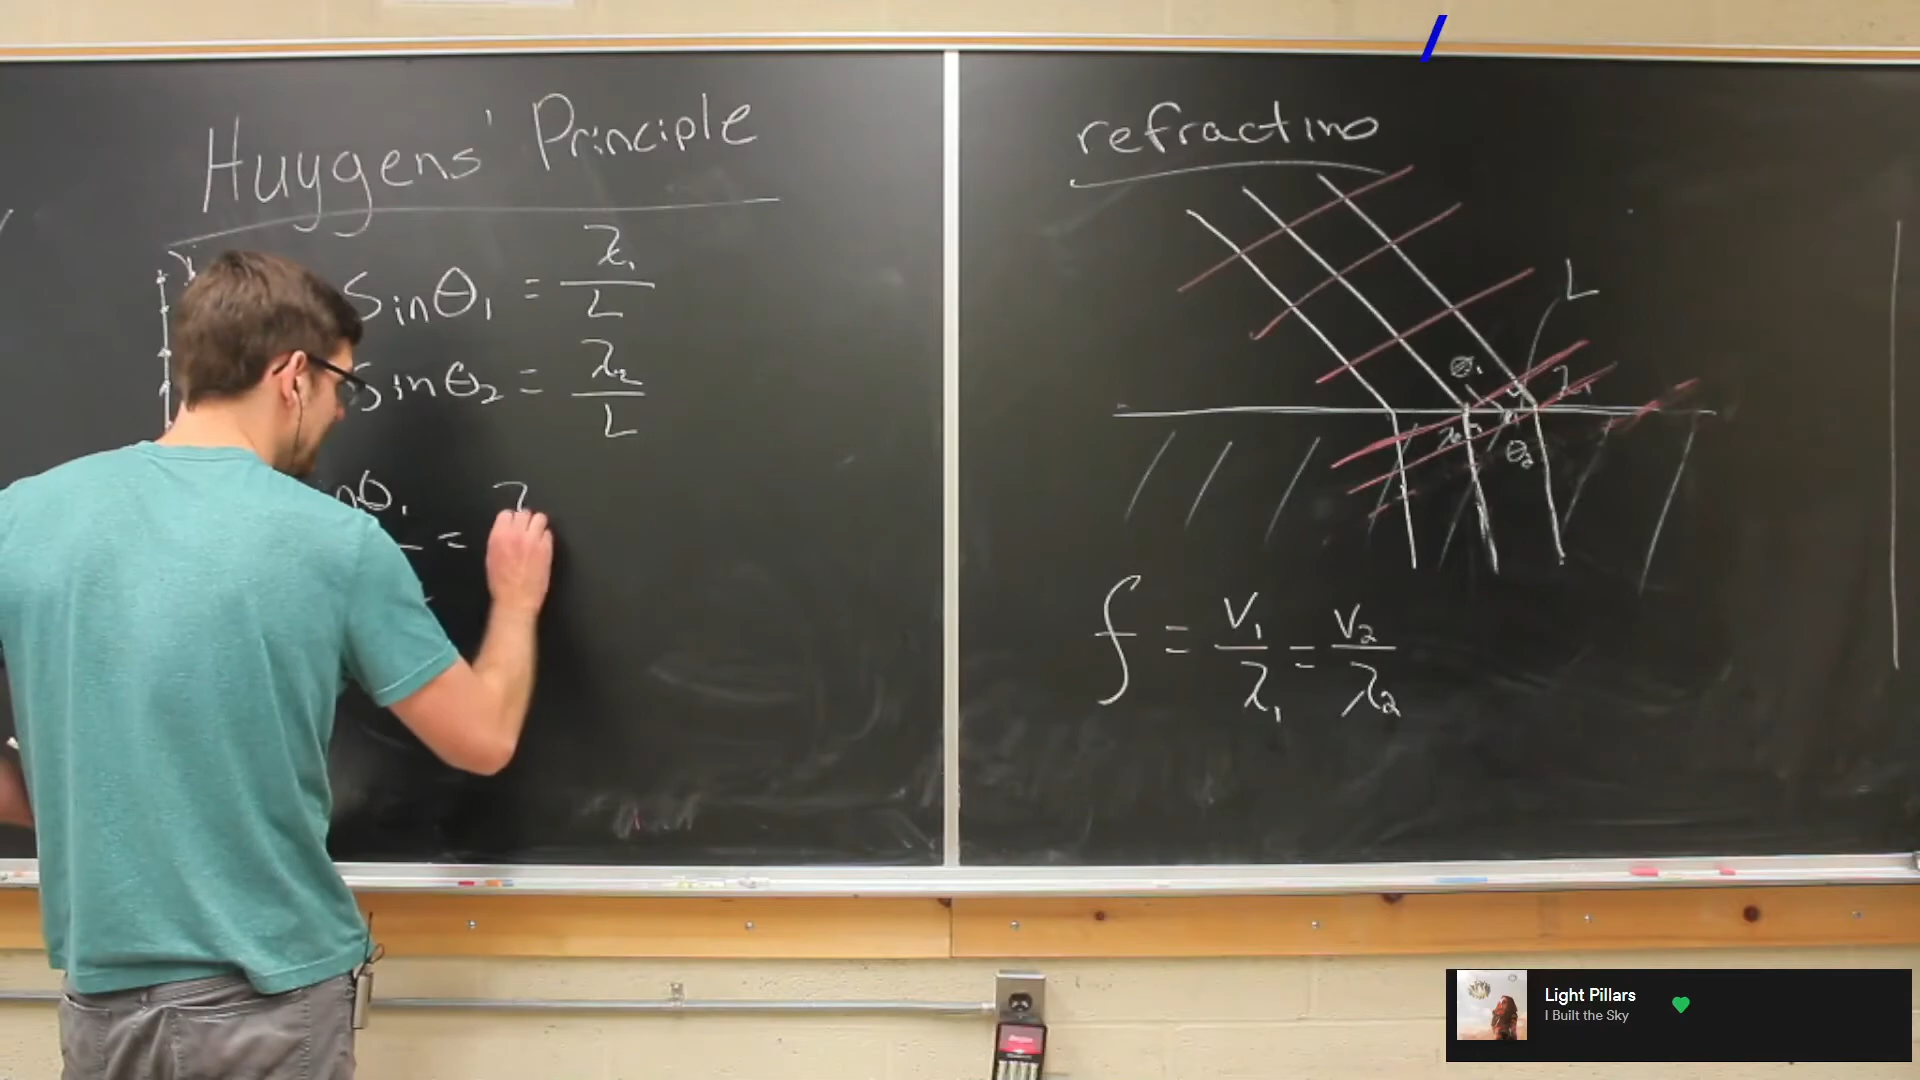 Huygens' Principle
Sinθ₁ = λ₁/L
Sinθ₂ = λ₂/L
nθ₁ = λ
refractino
L
θ₁
λ₁
λ₂
θ₂
f = V₁/λ₁ = V₂/λ₂
Light Pillars
I Built the Sky